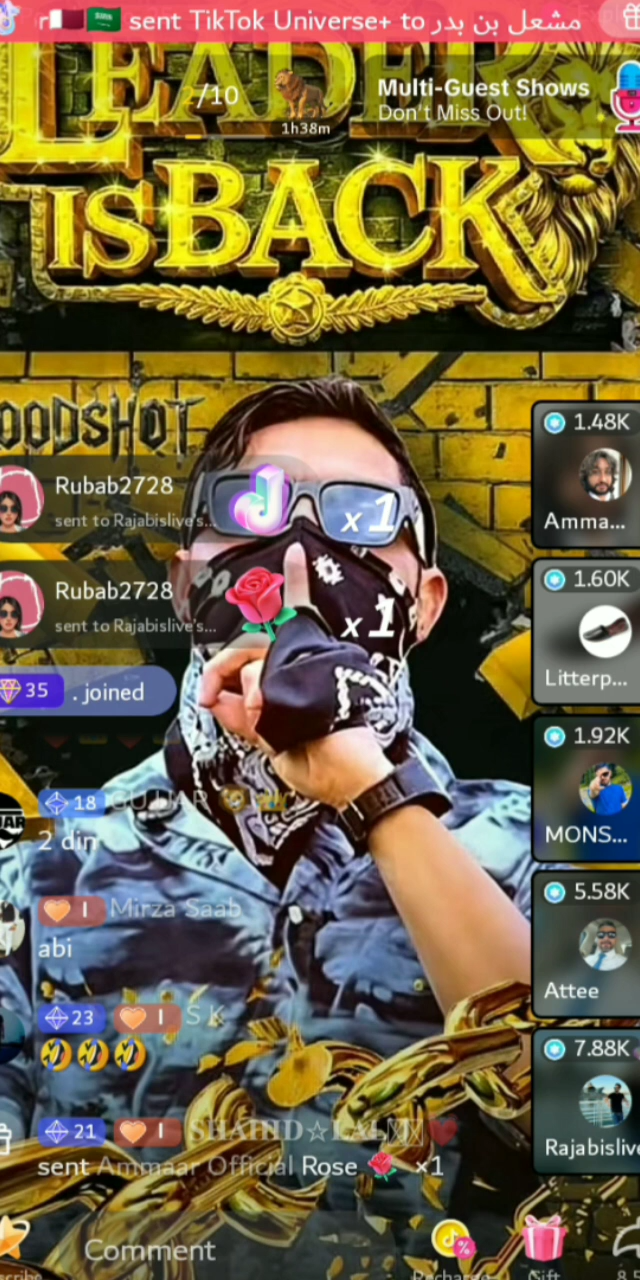 sent TikTok Universe+ to مشعل بن بدر
LEADER
/10
1h38m
Multi-Guest Shows
Don't Miss Out!
IS BACK
OODSHOT
1.48K
Amma...
Rubab2728
sent to Rajabislive's...
x1
1.60K
Litterp...
Rubab2728
sent to Rajabislive's...
x1
35 . joined
1.92K
MONS...
18
2 din
1 Mirza Saab
abi
5.58K
Attee
23 1 S K
🤣🤣🤣
7.88K
Rajabislive
21 1
sent Ammaar Official Rose 🌹 ×1
Comment
Gift